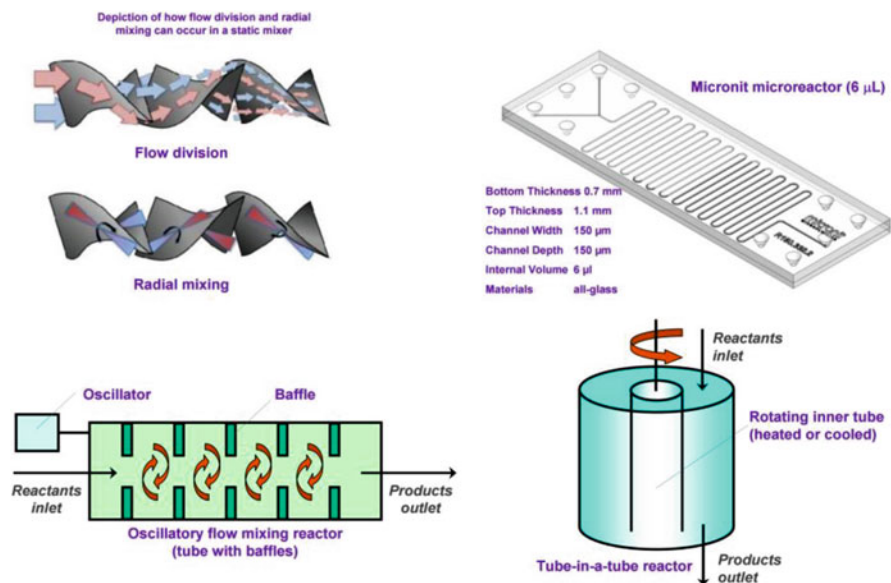 Depiction of how flow division and radial
mixing can occur in a static mixer
Flow division
Radial mixing
Micronit microreactor (6 µL)
Bottom Thickness 0.7 mm
Top Thickness 1.1 mm
Channel Width 150 µm
Channel Depth 150 µm
Internal Volume 6 µl
Materials all-glass
micronit
Oscillator
Baffle
Reactants
inlet
Products
outlet
Oscillatory flow mixing reactor
(tube with baffles)
Reactants
inlet
Rotating inner tube
(heated or cooled)
Tube-in-a-tube reactor
Products
outlet